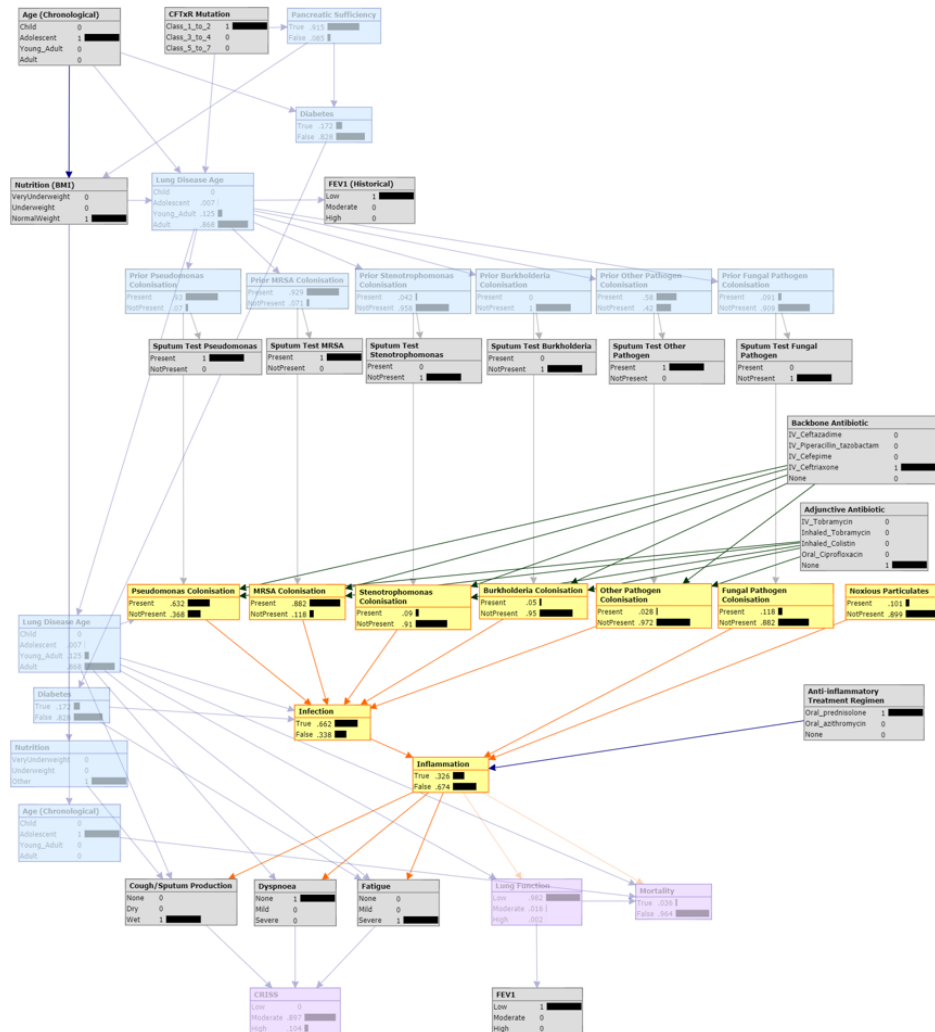 Age (Chronological)
Child 0
Adolescent 1
Young_Adult 0
Adult 0
CFTxR Mutation
Class_1_to_2 1
Class_3_to_4 0
Class_5_to_7 0
Pancreatic Sufficiency
True .915
False .085
Diabetes
True .172
False .828
Nutrition (BMI)
VeryUnderweight 0
Underweight 0
NormalWeight 1
Lung Disease Age
Child 0
Adolescent .007
Young_Adult .125
Adult .868
FEV1 (Historical)
Low 1
Moderate 0
High 0
Prior Pseudomonas
Colonisation
Present .93
NotPresent .07
Prior MRSA Colonisation
Present .929
NotPresent .071
Prior Stenotrophomonas
Colonisation
Present .042
NotPresent .958
Prior Burkholderia
Colonisation
Present 0
NotPresent 1
Prior Other Pathogen
Colonisation
Present .58
NotPresent .42
Prior Fungal Pathogen
Colonisation
Present .091
NotPresent .909
Sputum Test Pseudomonas
Present 1
NotPresent 0
Sputum Test MRSA
Present 1
NotPresent 0
Sputum Test
Stenotrophomonas
Present 0
NotPresent 1
Sputum Test Burkholderia
Present 0
NotPresent 1
Sputum Test Other
Pathogen
Present 1
NotPresent 0
Sputum Test Fungal
Pathogen
Present 0
NotPresent 1
Backbone Antibiotic
IV_Ceftazadime 0
IV_Piperacillin_tazobactam 0
IV_Cefepime 0
IV_Ceftriaxone 1
None 0
Adjunctive Antibiotic
IV_Tobramycin 0
Inhaled_Tobramycin 0
Inhaled_Colistin 0
Oral_Ciprofloxacin 0
None 1
Pseudomonas Colonisation
Present .632
NotPresent .368
MRSA Colonisation
Present .882
NotPresent .118
Stenotrophomonas
Colonisation
Present .09
NotPresent .91
Burkholderia Colonisation
Present .05
NotPresent .95
Other Pathogen
Colonisation
Present .028
NotPresent .972
Fungal Pathogen
Colonisation
Present .118
NotPresent .882
Noxious Particulates
Present .101
NotPresent .899
Lung Disease Age
Child 0
Adolescent .007
Young_Adult .125
Adult .868
Diabetes
True .172
False .828
Infection
True .662
False .338
Anti-inflammatory
Treatment Regimen
Oral_prednisolone 1
Oral_azithromycin 0
None 0
Nutrition
VeryUnderweight 0
Underweight 0
Other 1
Inflammation
True .326
False .674
Age (Chronological)
Child 0
Adolescent 1
Young_Adult 0
Adult 0
Cough/Sputum Production
None 0
Dry 0
Wet 1
Dyspnoea
None 1
Mild 0
Severe 0
Fatigue
None 0
Mild 0
Severe 1
Lung Function
Low .982
Moderate .016
High .002
Mortality
True .036
False .964
CRISS
Low 0
Moderate .897
High .104
FEV1
Low 1
Moderate 0
High 0